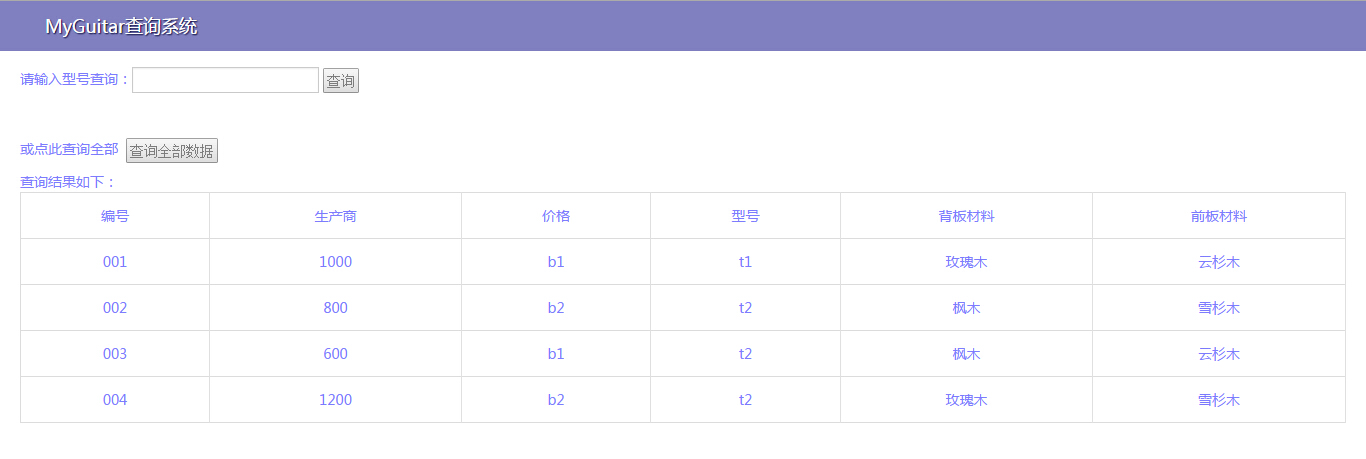 MyGuitar查询系统
请输入型号查询： 查询
或点此查询全部 查询全部数据
查询结果如下：
编号 生产商 价格 型号 背板材料 前板材料
001 1000 b1 t1 玫瑰木 云杉木
002 800 b2 t2 枫木 雪杉木
003 600 b1 t2 枫木 云杉木
004 1200 b2 t2 玫瑰木 雪杉木